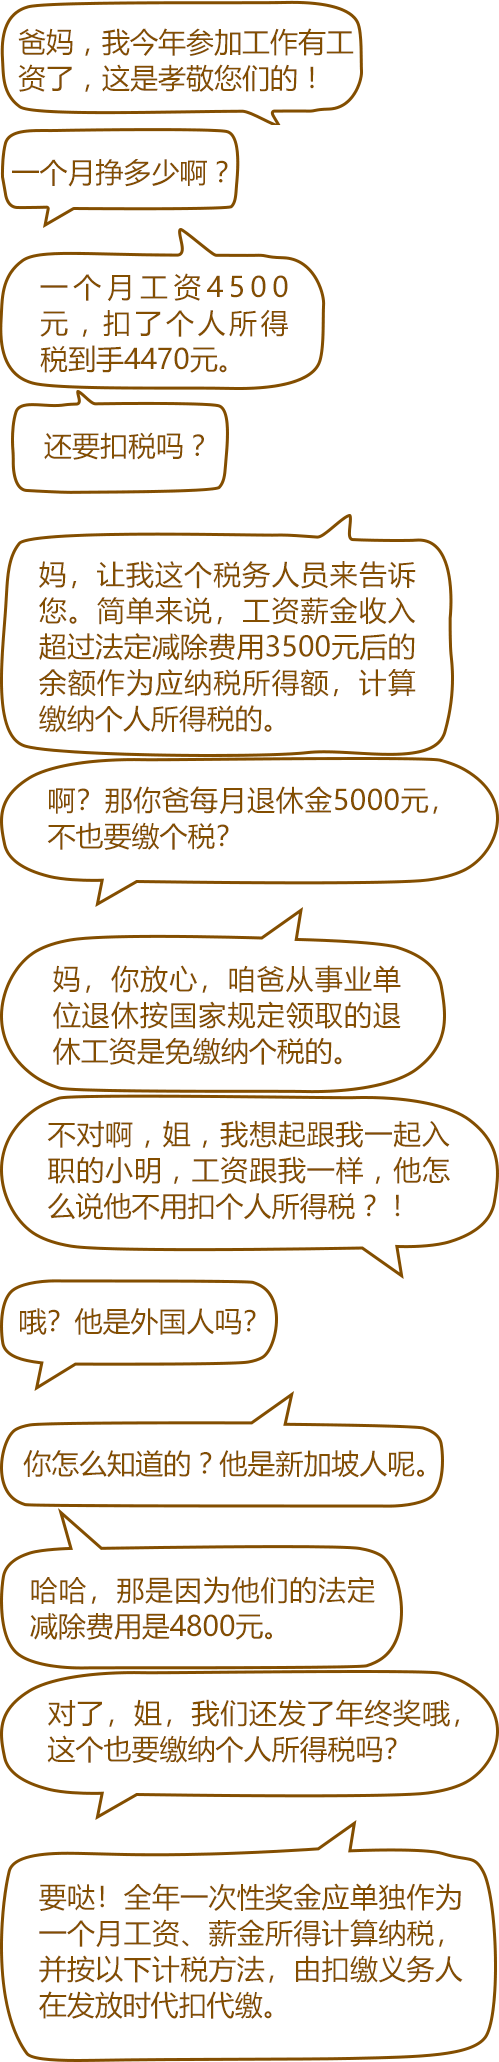 爸妈，我今年参加工作有工
资了，这是孝敬您们的！
一个月挣多少啊？
一个月工资4500
元，扣了个人所得
税到手4470元。
还要扣税吗？
妈，让我这个税务人员来告诉
您。简单来说，工资薪金收入
超过法定减除费用3500元后的
余额作为应纳税所得额，计算
缴纳个人所得税的。
啊？那你爸每月退休金5000元，
不也要缴个税？
妈，你放心，咱爸从事业单
位退休按国家规定领取的退
休工资是免缴纳个税的。
不对啊，姐，我想起跟我一起入
职的小明，工资跟我一样，他怎
么说他不用扣个人所得税？！
哦？他是外国人吗？
你怎么知道的？他是新加坡人呢。
哈哈，那是因为他们的法定
减除费用是4800元。
对了，姐，我们还发了年终奖哦，
这个也要缴纳个人所得税吗？
要哒！全年一次性奖金应单独作为
一个月工资、薪金所得计算纳税，
并按以下计税方法，由扣缴义务人
在发放时代扣代缴。